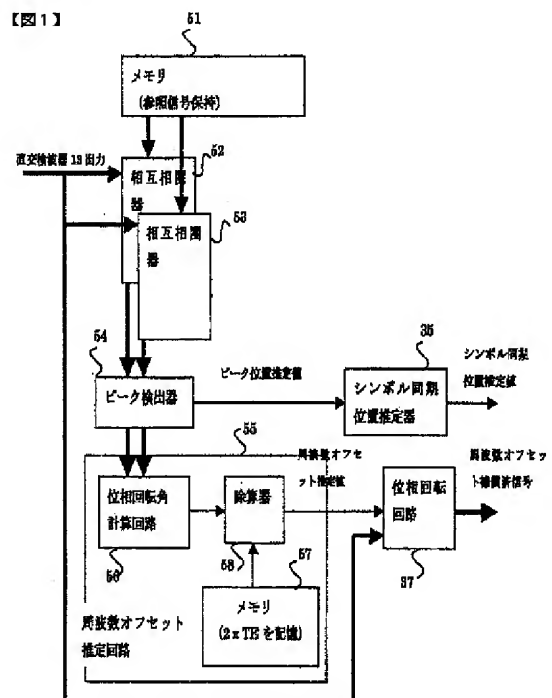 【図1】
51
メモリ
(参照信号保持)
直交検波器 13 出力
52
相互相関
器
53
相互相関
器
54
ピーク検出器
ピーク位置推定値
36
シンボル同期
位置推定器
シンボル同期
位置推定値
55
周波数オフセ
ット推定値
位相回転角
計算回路
56
除算器
58
57
メモリ
(2xTEを記憶)
周波数オフセット
推定回路
位相回転
回路
37
周波数オフセッ
ト補償済信号